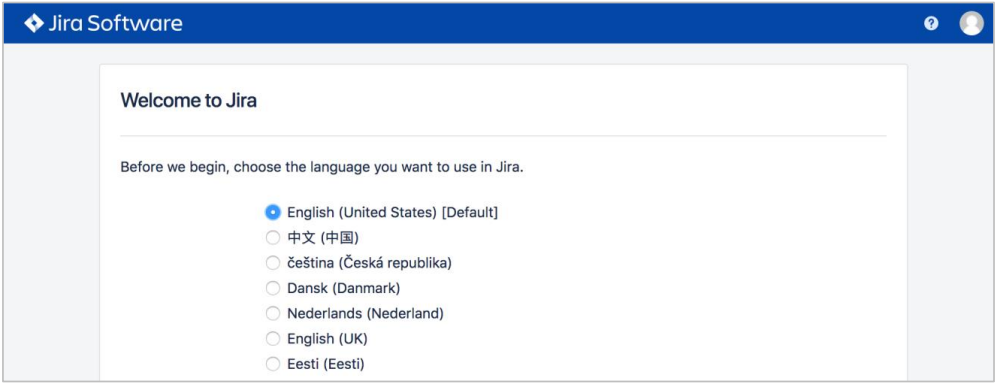 Jira Software
Welcome to Jira
Before we begin, choose the language you want to use in Jira.
English (United States) [Default]
中文 (中国)
čeština (Česká republika)
Dansk (Danmark)
Nederlands (Nederland)
English (UK)
Eesti (Eesti)